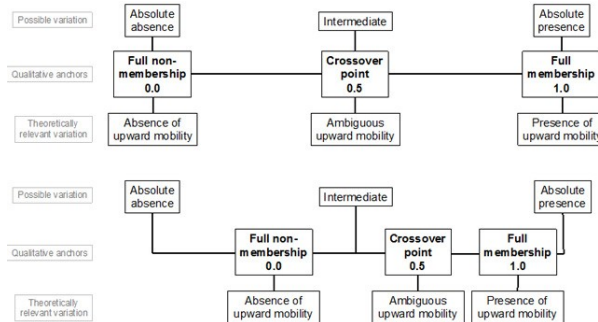 Possible variation
Absolute
absence
Intermediate
Absolute
presence
Qualitative anchors
Full non-
membership
0.0
Crossover
point
0.5
Full
membership
1.0
Theoretically
relevant variation
Absence of
upward mobility
Ambiguous
upward mobility
Presence of
upward mobility
Possible variation
Absolute
absence
Intermediate
Absolute
presence
Qualitative anchors
Full non-
membership
0.0
Crossover
point
0.5
Full
membership
1.0
Theoretically
relevant variation
Absence of
upward mobility
Ambiguous
upward mobility
Presence of
upward mobility